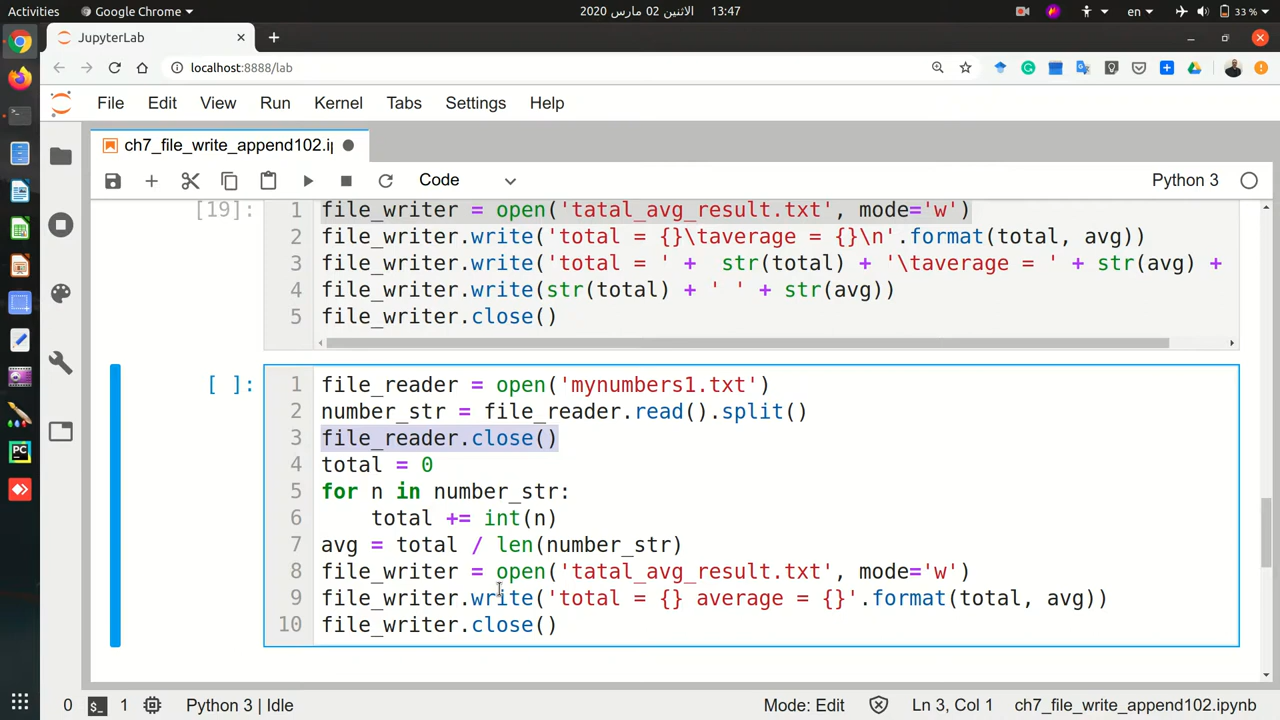 Activities Google Chrome الاثنين 02 مارس 2020 13:47 en 33 %
JupyterLab
localhost:8888/lab
File Edit View Run Kernel Tabs Settings Help
ch7_file_write_append102.ip
Code Python 3
[19]: 1 file_writer = open('tatal_avg_result.txt', mode='w')
2 file_writer.write('total = {}\taverage = {}\n'.format(total, avg))
3 file_writer.write('total = ' + str(total) + '\taverage = ' + str(avg) +
4 file_writer.write(str(total) + ' ' + str(avg))
5 file_writer.close()
[ ]: 1 file_reader = open('mynumbers1.txt')
2 number_str = file_reader.read().split()
3 file_reader.close()
4 total = 0
5 for n in number_str:
6 total += int(n)
7 avg = total / len(number_str)
8 file_writer = open('tatal_avg_result.txt', mode='w')
9 file_writer.write('total = {} average = {}'.format(total, avg))
10 file_writer.close()
0 1 Python 3 | Idle Mode: Edit Ln 3, Col 1 ch7_file_write_append102.ipynb